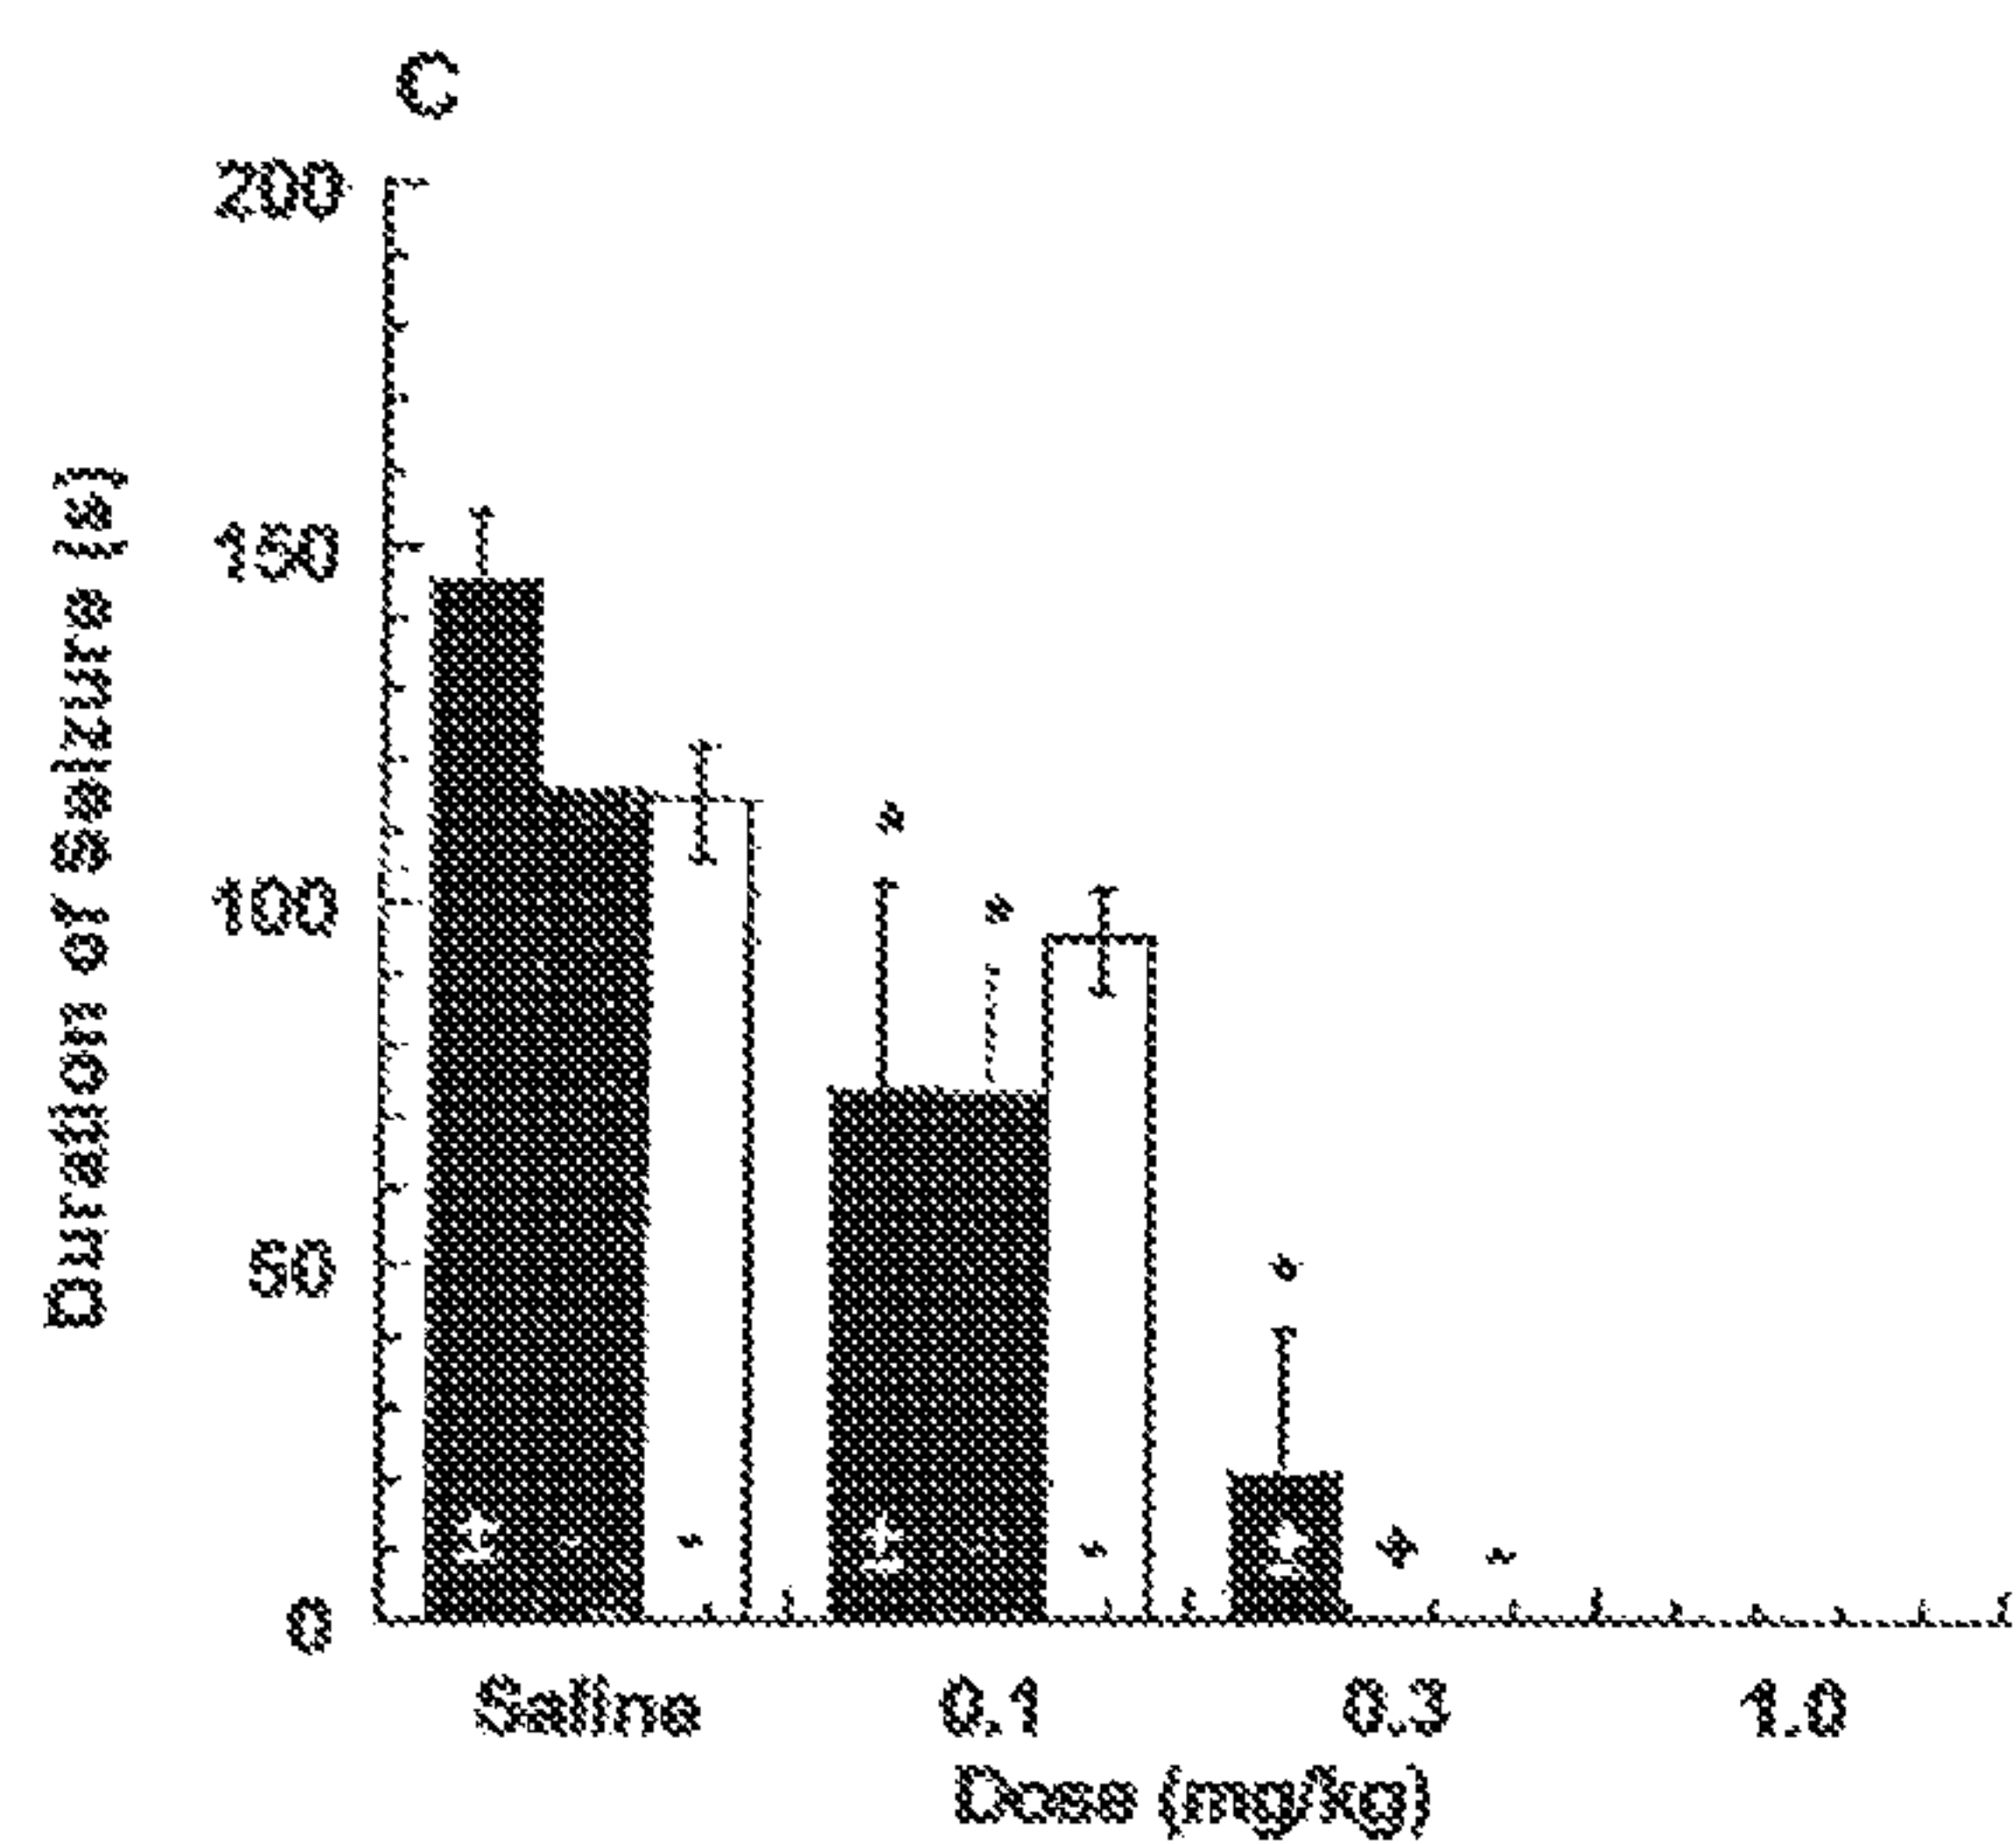 C
200
150
100
50
0
Duration of Seizure (s)
± - -
± - -
± + -
Saline 0.1 0.3 1.0
Dose (mg/kg)